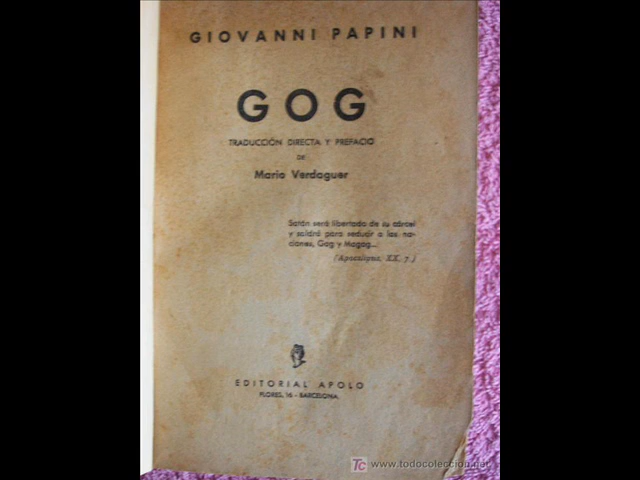 GIOVANNI PAPINI
GOG
TRADUCCIÓN DIRECTA Y PREFACIO
DE
Mario Verdaguer
Satán será libertado de su cárcel
y saldrá para seducir a las na-
ciones, Gog y Magog...
(Apocalipsis, XX. 7.)
EDITORIAL APOLO
FLORES, 16 - BARCELONA
TC www.todocoleccion.net